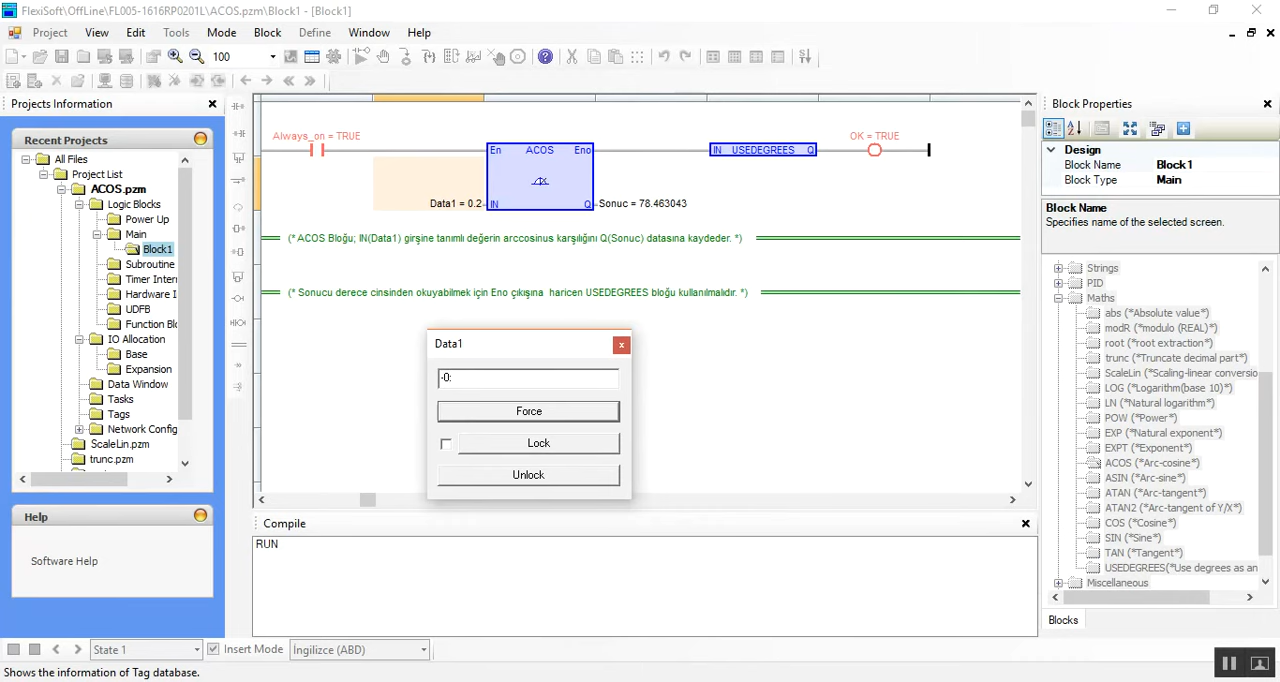 FlexiSoft\OffLine\FL005-1616RP0201L\ACOS.pzm\Block1 - [Block1]
Project View Edit Tools Mode Block Define Window Help
100
Projects Information
Recent Projects
All Files
Project List
ACOS.pzm
Logic Blocks
Power Up
Main
Block1
Subroutine
Timer Inter
Hardware I
UDFB
Function Blo
IO Allocation
Base
Expansion
Data Window
Tasks
Tags
Network Config
ScaleLin.pzm
trunc.pzm
Help
Software Help
Always_on = TRUE
OK = TRUE
En ACOS Eno
IN USEDEGREES Q
Data1 = 0.2
IN Q
Sonuc = 78.463043
(* ACOS Bloğu; IN(Data1) girşine tanımlı değerin arccosinus karşılığını Q(Sonuc) datasına kaydeder. *)
(* Sonucu derece cinsinden okuyabilmek için Eno çıkışına haricen USEDEGREES bloğu kullanılmalıdır. *)
Data1
-0:
Force
Lock
Unlock
Compile
RUN
Block Properties
Design
Block Name Block1
Block Type Main
Block Name
Specifies name of the selected screen.
Strings
PID
Maths
abs (*Absolute value*)
modR (*modulo (REAL)*)
root (*root extraction*)
trunc (*Truncate decimal part*)
ScaleLin (*Scaling-linear conversio
LOG (*Logarithm(base 10)*)
LN (*Natural logarithm*)
POW (*Power*)
EXP (*Natural exponent*)
EXPT (*Exponent*)
ACOS (*Arc-cosine*)
ASIN (*Arc-sine*)
ATAN (*Arc-tangent*)
ATAN2 (*Arc-tangent of Y/X*)
COS (*Cosine*)
SIN (*Sine*)
TAN (*Tangent*)
USEDEGREES(*Use degrees as an
Miscellaneous
Blocks
State 1 Insert Mode İngilizce (ABD)
Shows the information of Tag database.